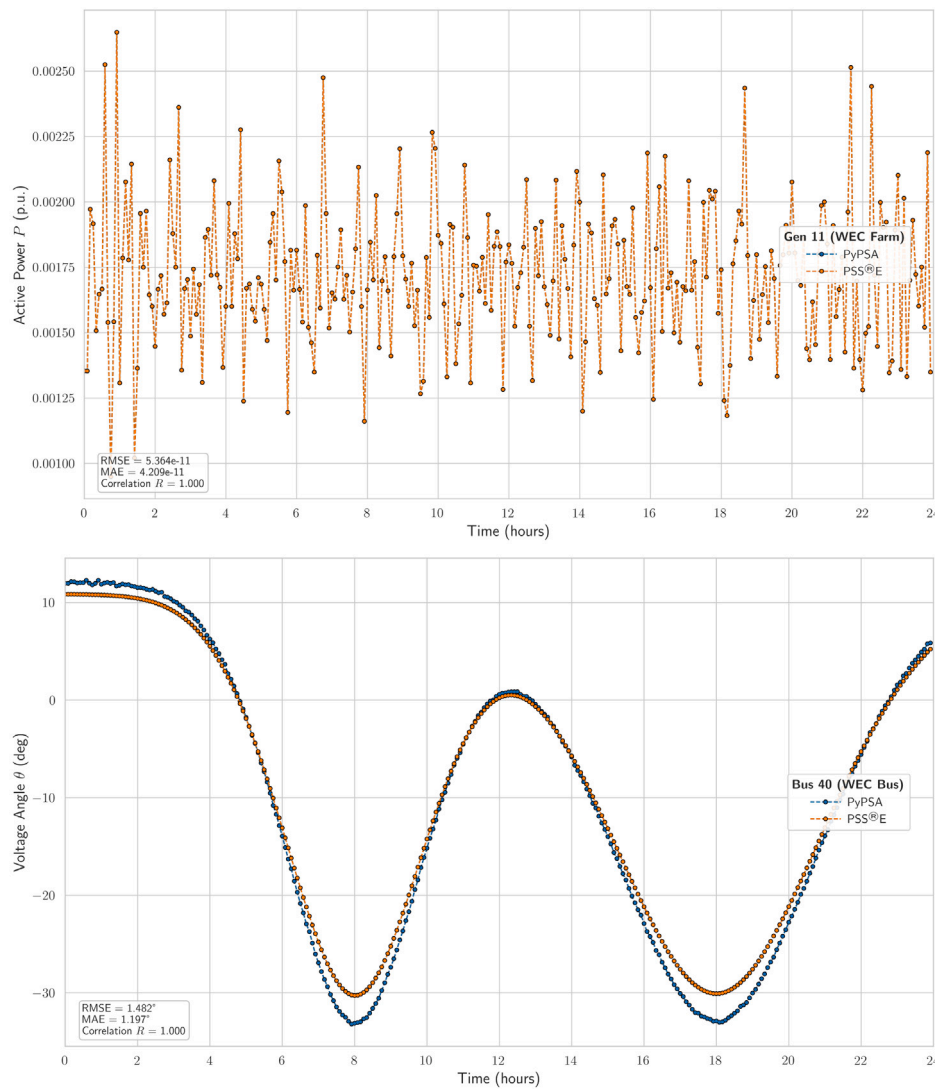 0.00250
0.00225
0.00200
0.00175
0.00150
0.00125
0.00100
Active Power P (p.u.)
Gen 11 (WEC Farm)
PyPSA
PSS®E
RMSE = 5.364e-11
MAE = 4.209e-11
Correlation R = 1.000
0 2 4 6 8 10 12 14 16 18 20 22 24
Time (hours)
10
0
−10
−20
−30
Voltage Angle θ (deg)
Bus 40 (WEC Bus)
PyPSA
PSS®E
RMSE = 1.482°
MAE = 1.197°
Correlation R = 1.000
0 2 4 6 8 10 12 14 16 18 20 22 24
Time (hours)